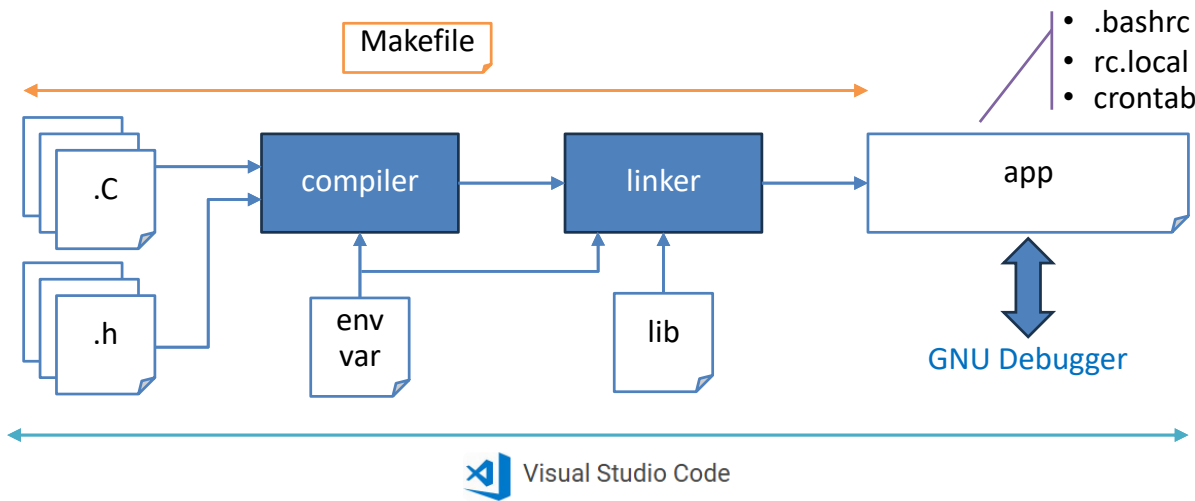 Makefile
• .bashrc
• rc.local
• crontab
.C
compiler
linker
app
.h
env
var
lib
GNU Debugger
Visual Studio Code